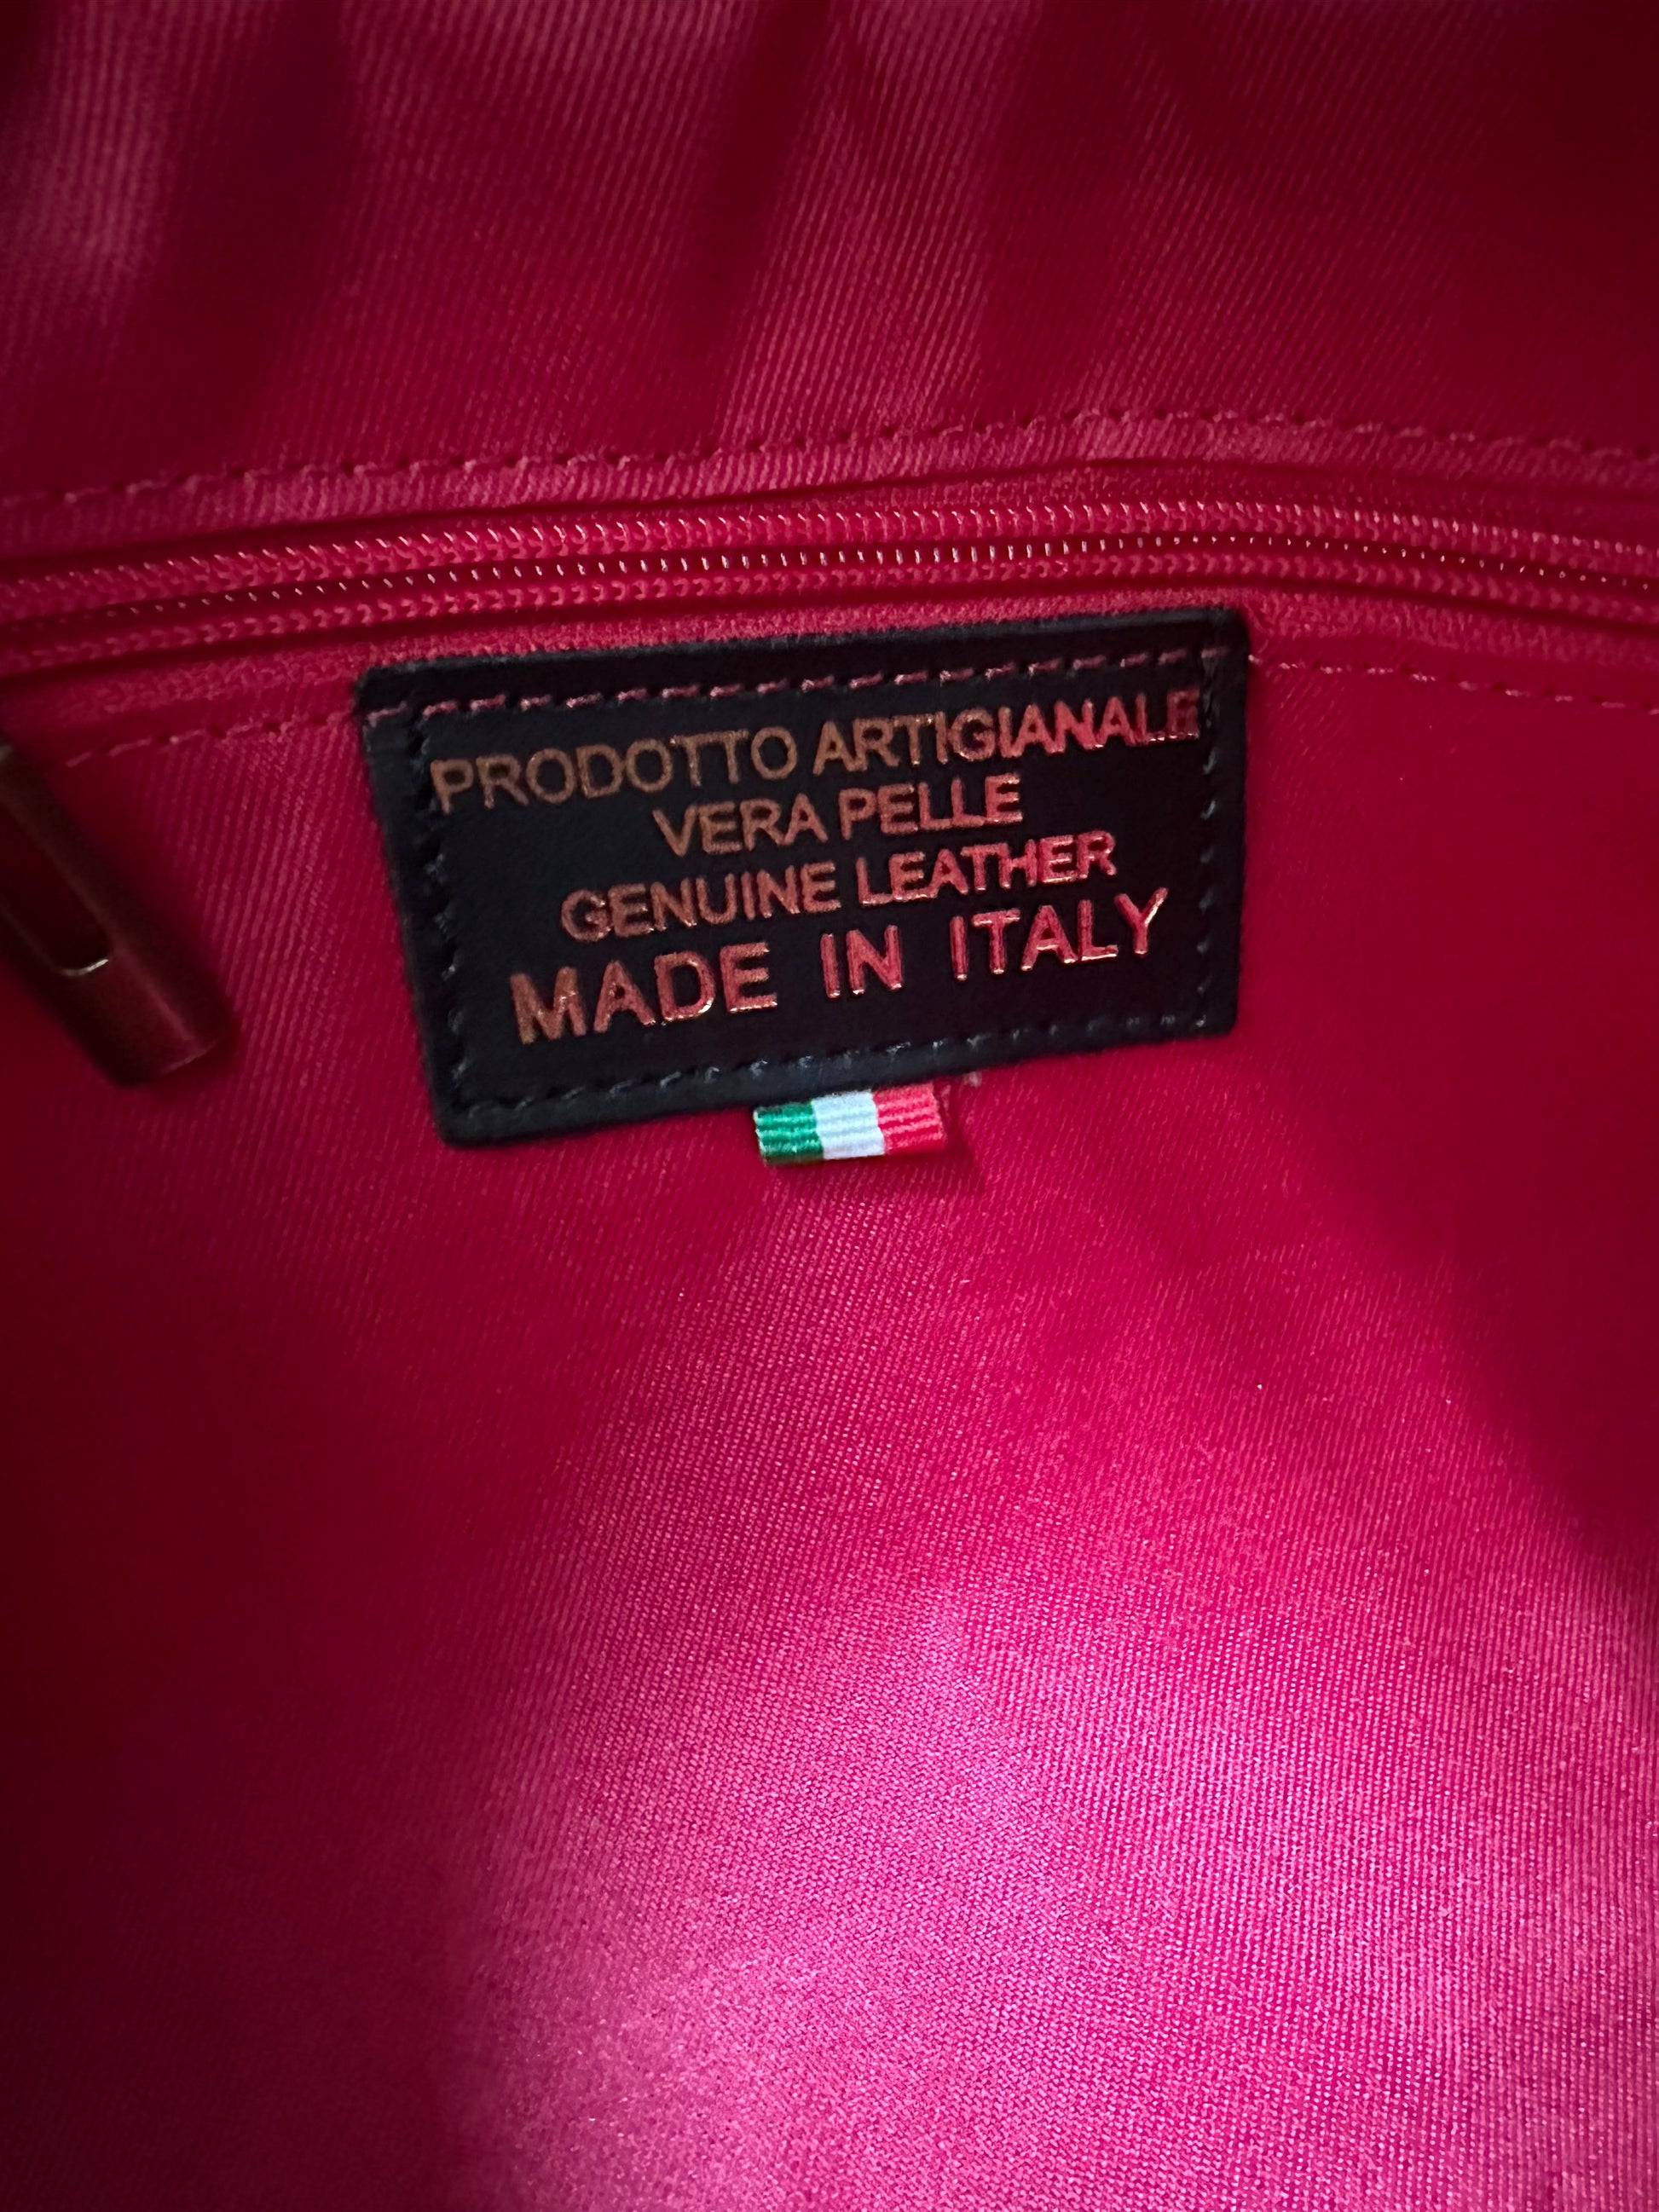 PRODOTTO ARTIGIANALE
VERA PELLE
GENUINE LEATHER
MADE IN ITALY